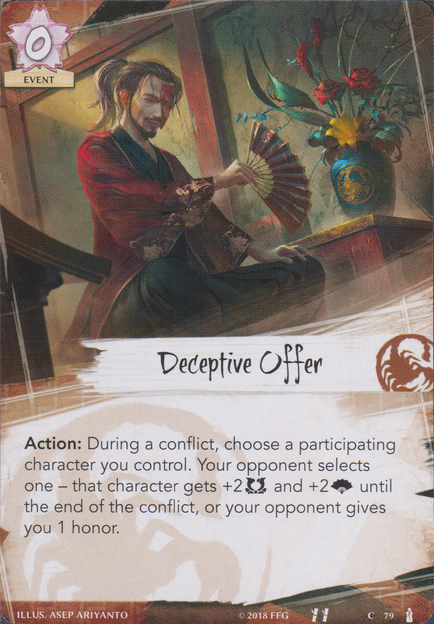 0
EVENT
Deceptive Offer
Action: During a conflict, choose a participating
character you control. Your opponent selects
one – that character gets +2 and +2 until
the end of the conflict, or your opponent gives
you 1 honor.
ILLUS. ASEP ARIYANTO © 2018 FFG C 79